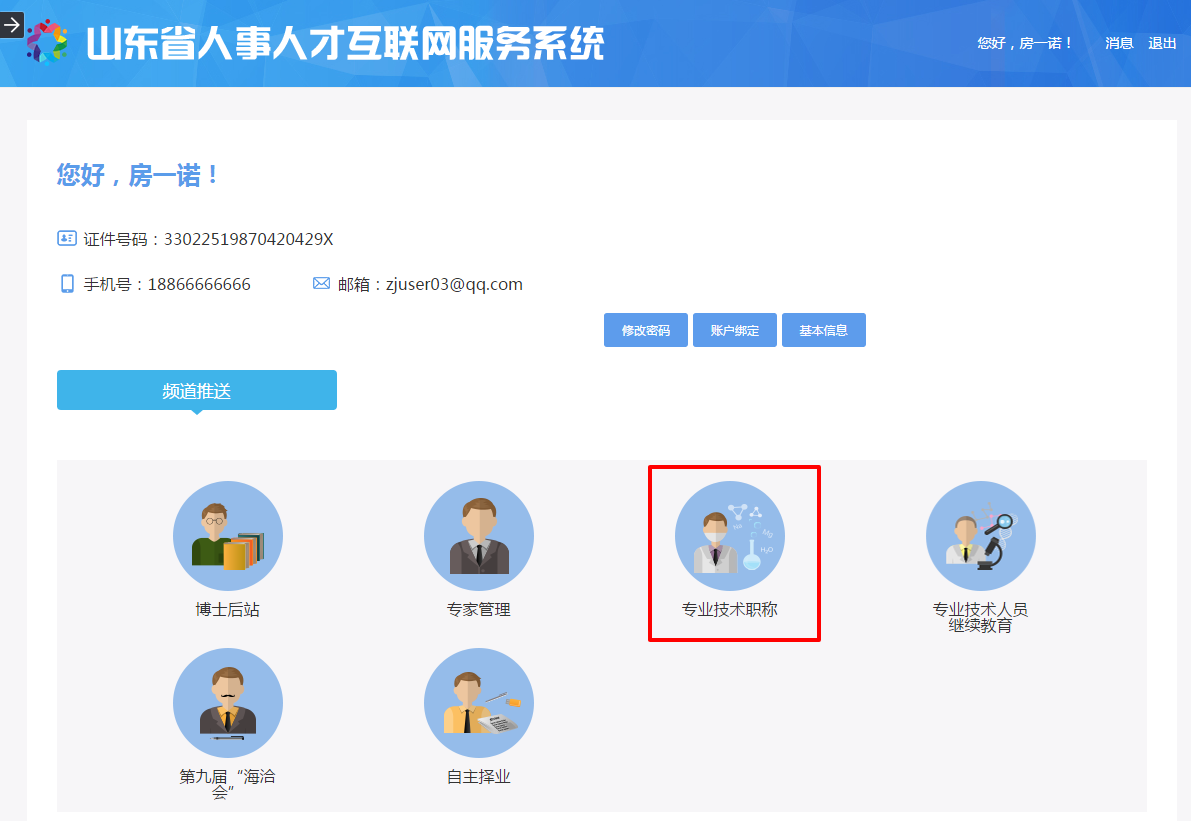 山东省人事人才互联网服务系统
您好，房一诺！ 消息 退出
您好，房一诺！
证件号码：33022519870420429X
手机号：18866666666 邮箱：zjuser03@qq.com
修改密码 账户绑定 基本信息
频道推送
Na
Mg
H₂O
博士后站 专家管理 专业技术职称 专业技术人员
继续教育
第九届“海洽 自主择业
会”